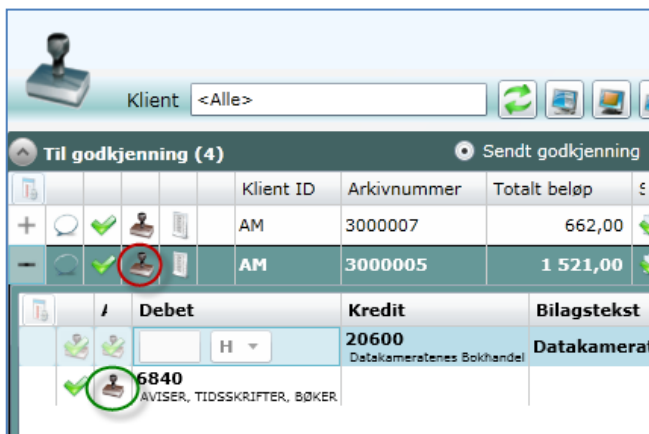 Klient <Alle>
Til godkjenning (4) Sendt godkjenning
Klient ID Arkivnummer Totalt beløp S
AM 3000007 662,00
AM 3000005 1 521,00
Debet Kredit Bilagstekst
H 20600 Datakamerat
Datakameratenes Bokhandel
6840
AVISER, TIDSSKRIFTER, BØKER